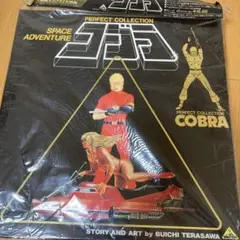 PERFECT COLLECTION
SPACE
ADVENTURE
コブラ
PERFECT COLLECTION
COBRA
STORY AND ART by BUICHI TERASAWA